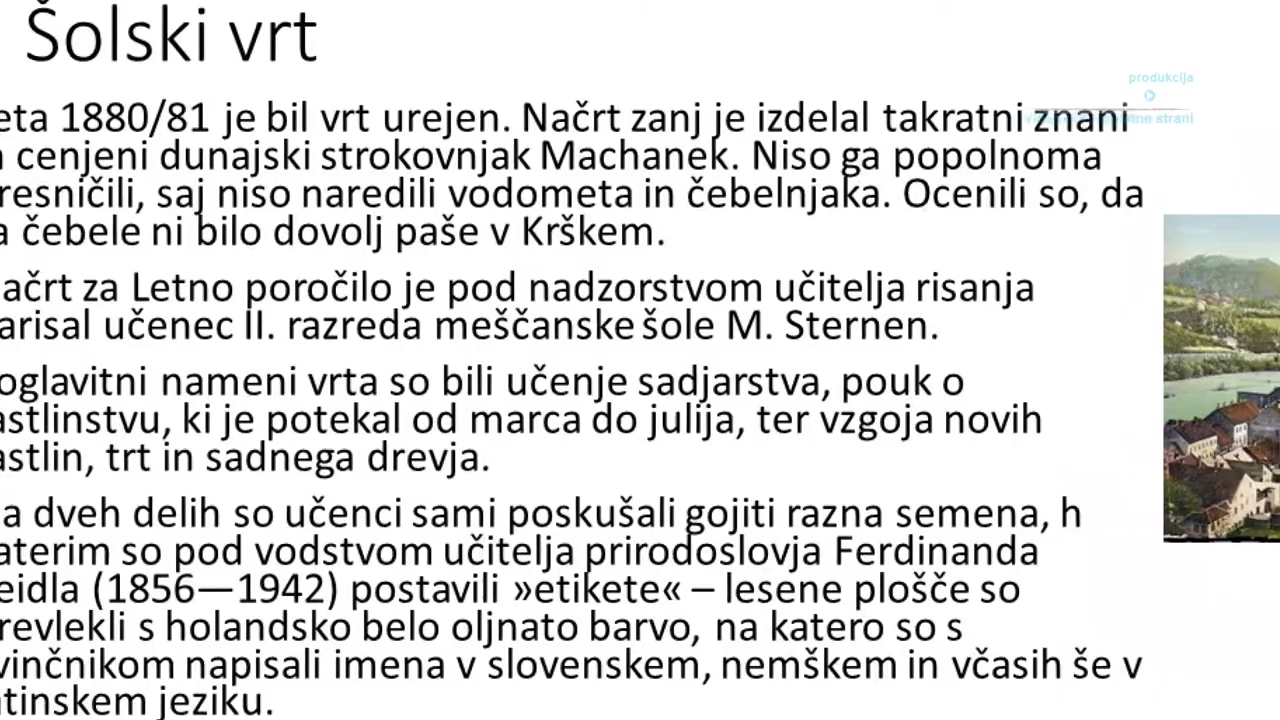 Šolski vrt
produkcija
eta 1880/81 je bil vrt urejen. Načrt zanj je izdelal takratni znani
strani
cenjeni dunajski strokovnjak Machanek. Niso ga popolnoma
resničili, saj niso naredili vodometa in čebelnjaka. Ocenili so, da
a čebele ni bilo dovolj paše v Krškem.
ačrt za Letno poročilo je pod nadzorstvom učitelja risanja
arisal učenec II. razreda meščanske šole M. Sternen.
oglavitni nameni vrta so bili učenje sadjarstva, pouk o
astlinstvu, ki je potekal od marca do julija, ter vzgoja novih
astlin, trt in sadnega drevja.
a dveh delih so učenci sami poskušali gojiti razna semena, h
aterim so pod vodstvom učitelja prirodoslovja Ferdinanda
eidla (1856—1942) postavili »etikete« – lesene plošče so
revlekli s holandsko belo oljnato barvo, na katero so s
vinčnikom napisali imena v slovenskem, nemškem in včasih še v
tinskem jeziku.